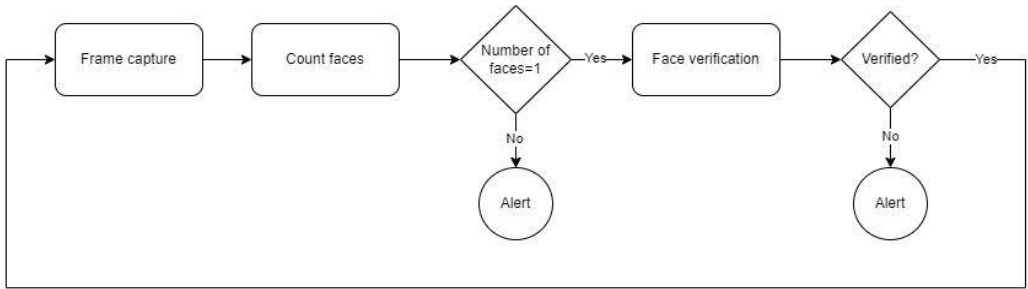 Frame capture
Count faces
Number of
faces=1
Yes
Face verification
Verified?
Yes
No
No
Alert
Alert